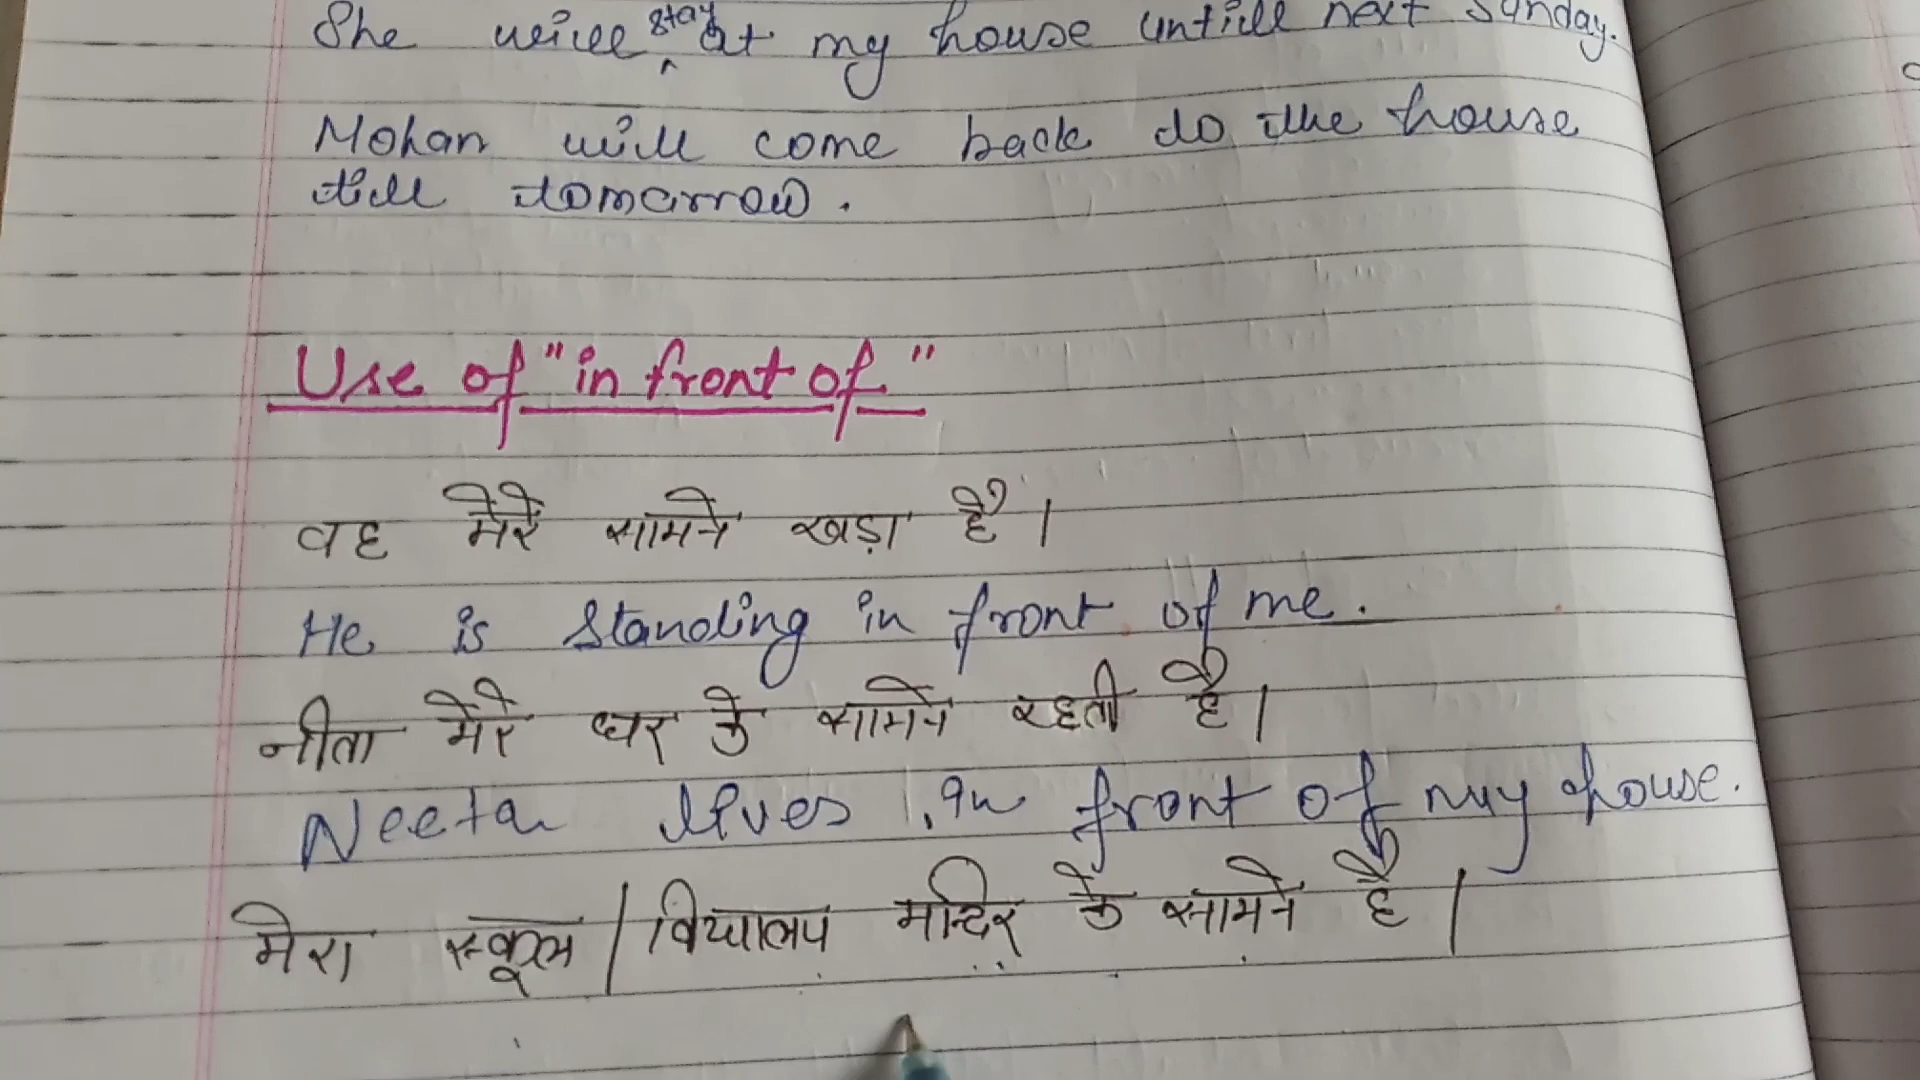 She will stay at my house untill next Sunday.
Mohan will come back to the house
till tomorrow.
Use of "in front of"
वह मेरे सामने खड़ा है।
He is standing in front of me.
नीता मेरे घर के सामने रहती है।
Neeta lives in front of my house.
मेरा स्कूल / विद्यालय मन्दिर के सामने है।